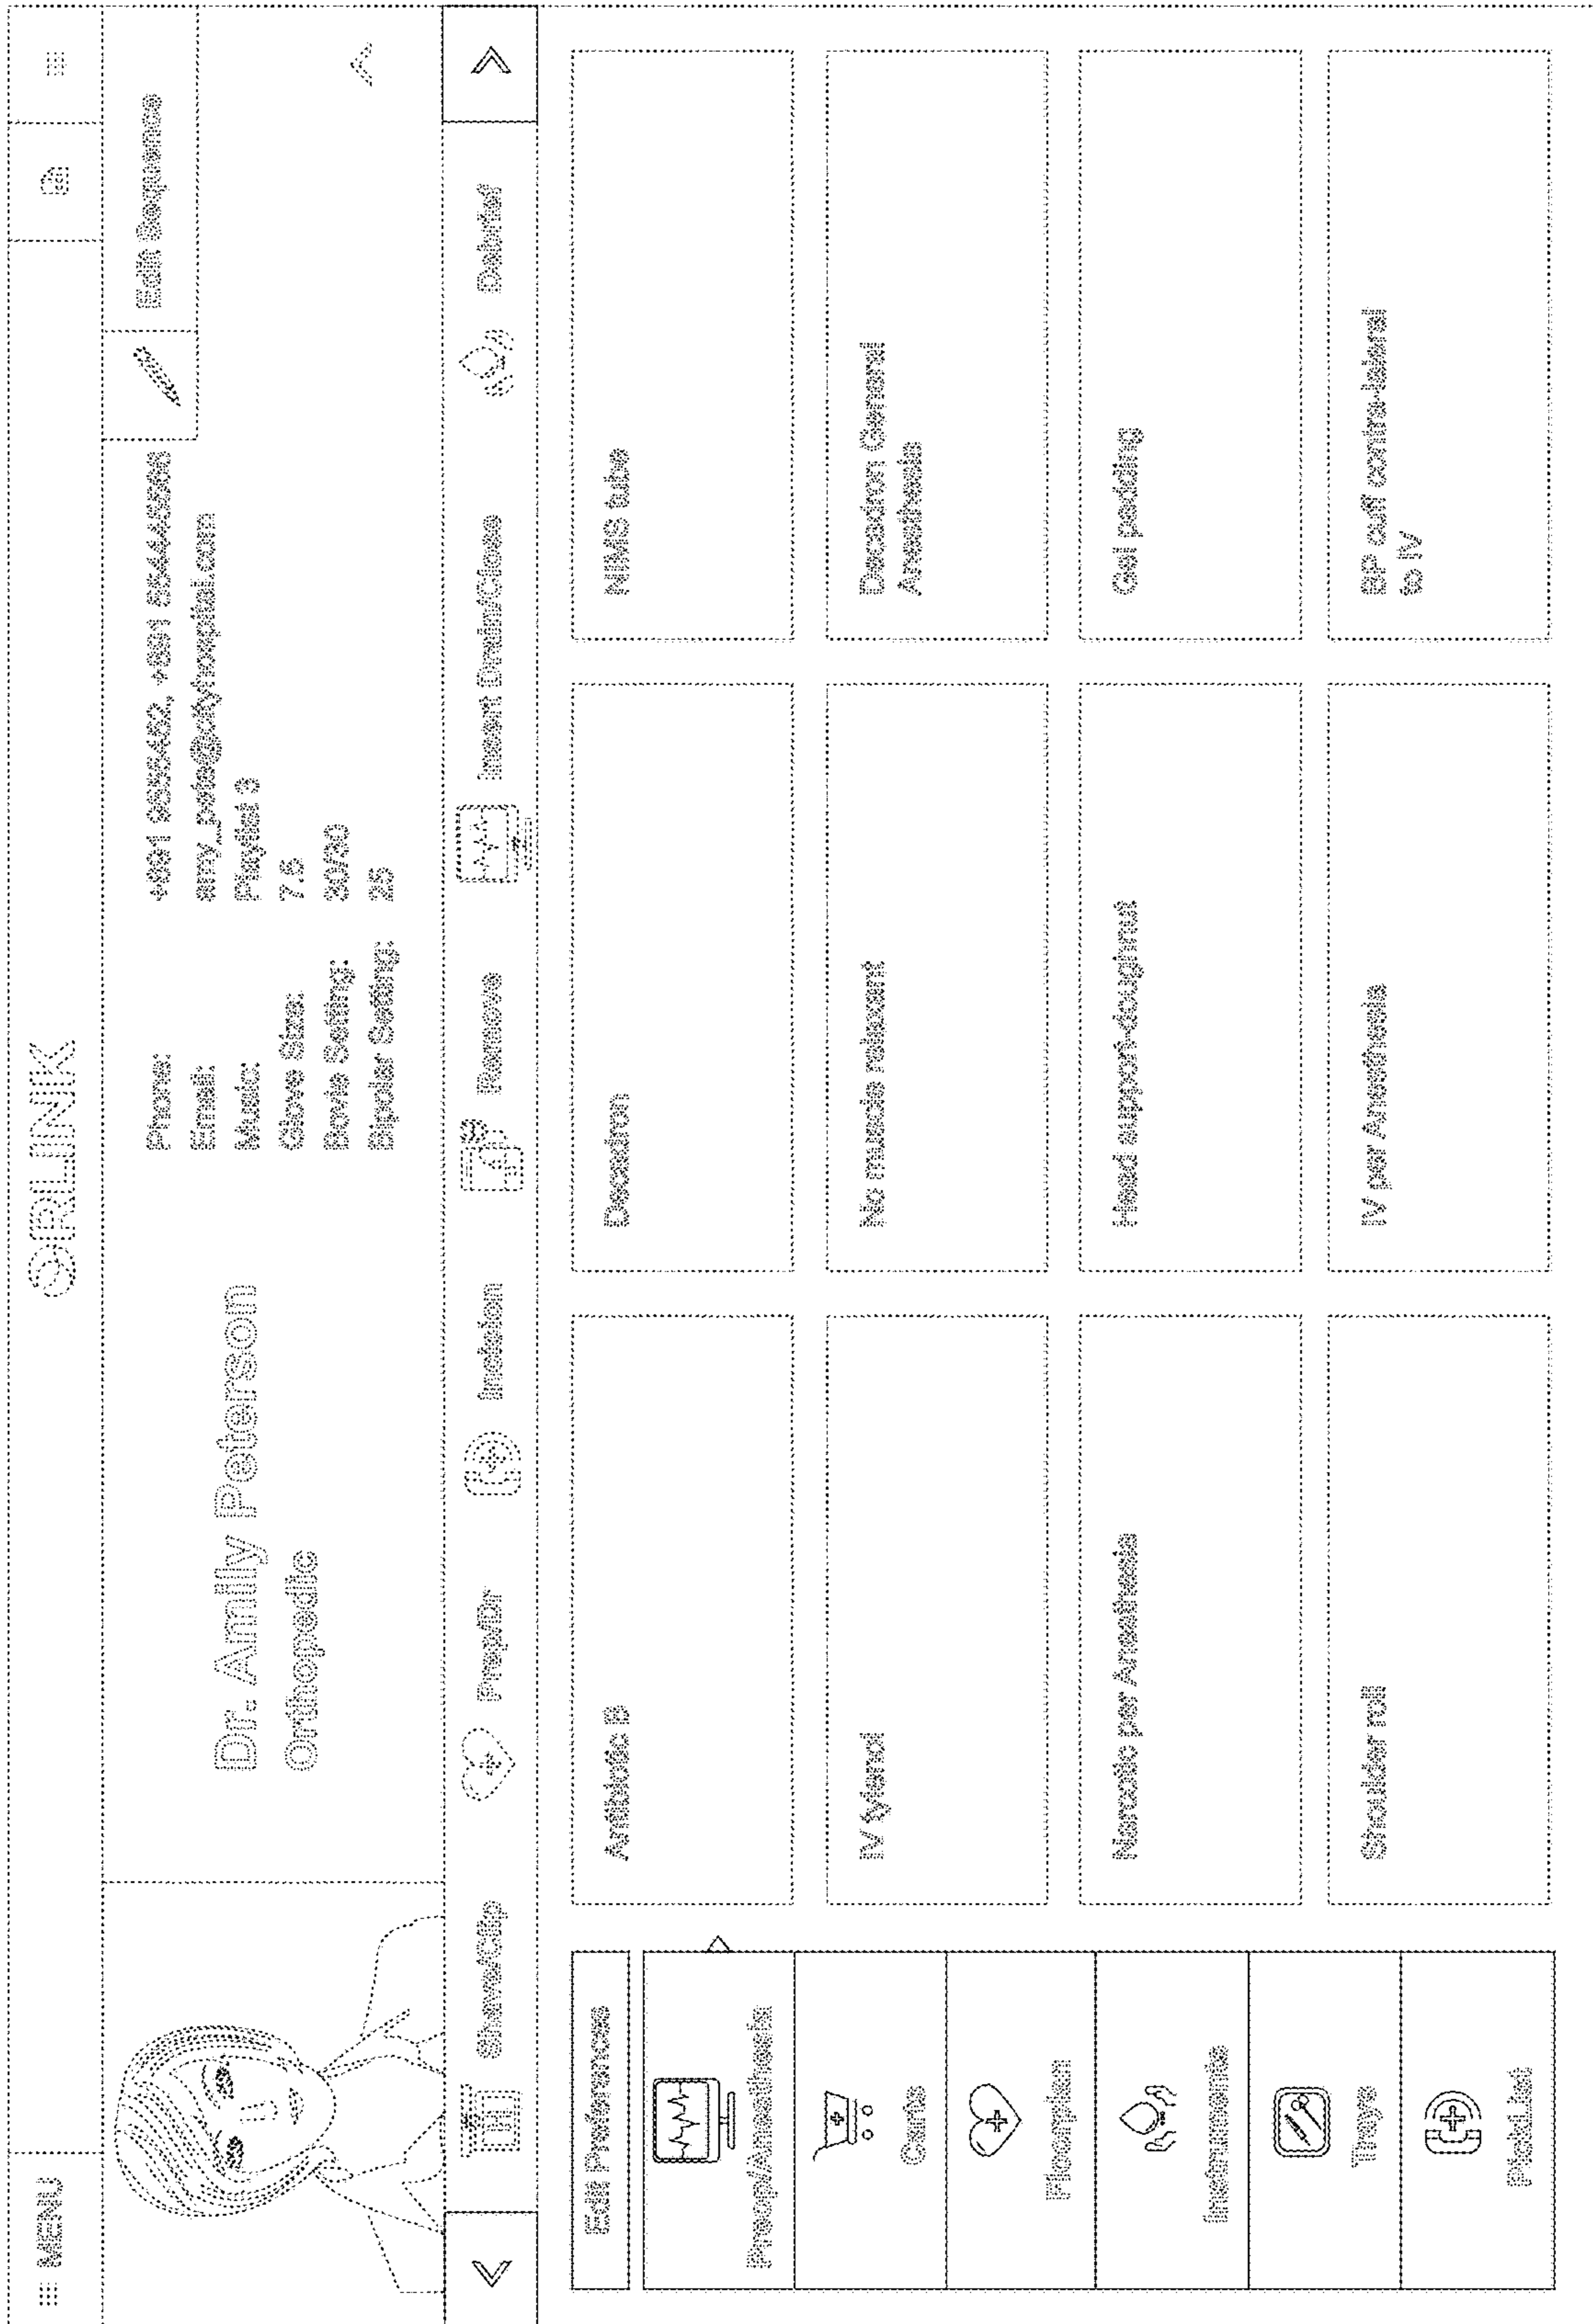 MENU
ORLINK
Dr. Amilly Peterson
Orthopedic
Phone:
Email:
Music: Playlist 3
Glove Size: 7.5
Bovie Setting: 30/30
Bipolar Setting: 25
Edit Sequence
Shave/Clip
Prep/Dr
Incision
Remove
Insert Drain/Close
Debrief
Edit Preferences
Preop/Anesthesia
Carts
Floorplan
Instruments
Trays
PickList
Antibiotic B
Decadron
NIMS tube
IV tylenol
No muscle relaxant
Decadron General
Anesthesia
Narcotic per Anesthesia
Head support-doughnut
Gel padding
Shoulder roll
IV per Anesthesia
BP cuff contra-lateral
to IV